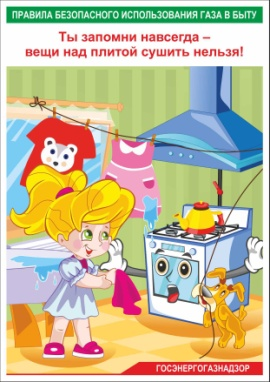 ПРАВИЛА БЕЗОПАСНОГО ИСПОЛЬЗОВАНИЯ ГАЗА В БЫТУ
Ты запомни навсегда –
вещи над плитой сушить нельзя!
ГОСЭНЕРГОГАЗНАДЗОР